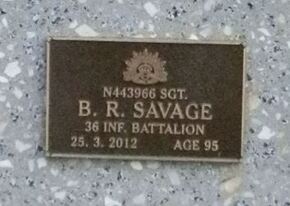 N443966 SGT.
B. R. SAVAGE
36 INF. BATTALION
25. 3. 2012 AGE 95